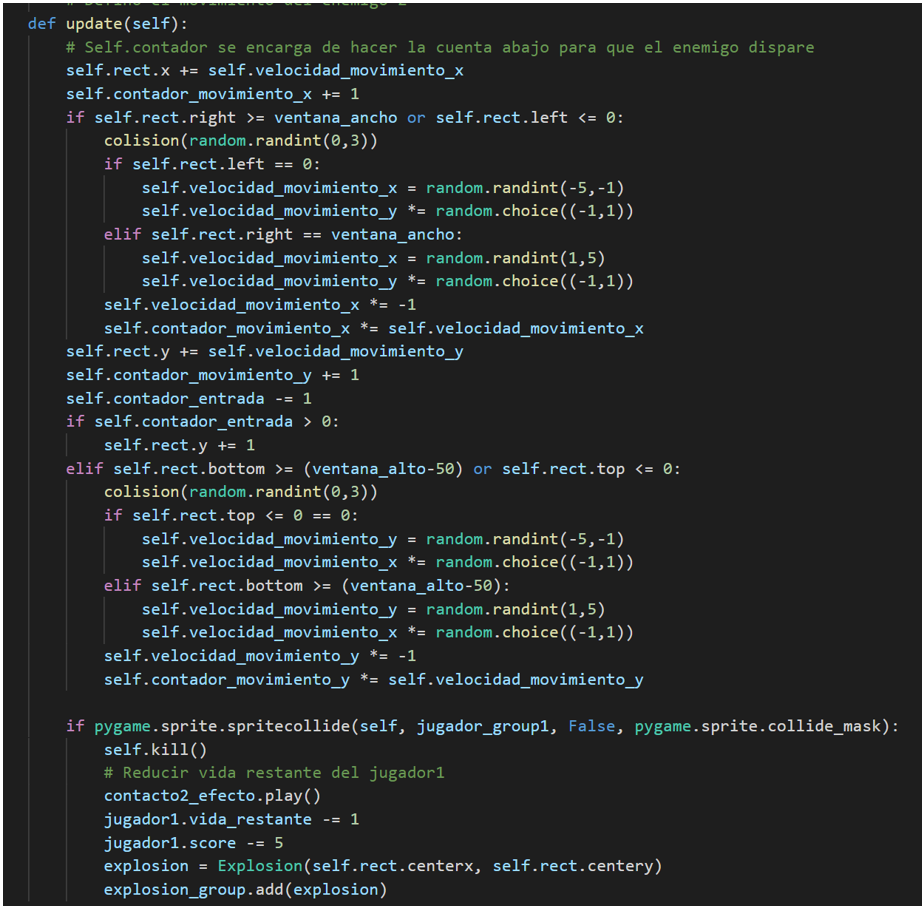 # Define el movimiento del enemigo 2
def update(self):
    # Self.contador se encarga de hacer la cuenta abajo para que el enemigo dispare
    self.rect.x += self.velocidad_movimiento_x
    self.contador_movimiento_x += 1
    if self.rect.right >= ventana_ancho or self.rect.left <= 0:
        colision(random.randint(0,3))
        if self.rect.left == 0:
            self.velocidad_movimiento_x = random.randint(-5,-1)
            self.velocidad_movimiento_y *= random.choice((-1,1))
        elif self.rect.right == ventana_ancho:
            self.velocidad_movimiento_x = random.randint(1,5)
            self.velocidad_movimiento_y *= random.choice((-1,1))
        self.velocidad_movimiento_x *= -1
        self.contador_movimiento_x *= self.velocidad_movimiento_x
    self.rect.y += self.velocidad_movimiento_y
    self.contador_movimiento_y += 1
    self.contador_entrada -= 1
    if self.contador_entrada > 0:
        self.rect.y += 1
    elif self.rect.bottom >= (ventana_alto-50) or self.rect.top <= 0:
        colision(random.randint(0,3))
        if self.rect.top <= 0 == 0:
            self.velocidad_movimiento_y = random.randint(-5,-1)
            self.velocidad_movimiento_x *= random.choice((-1,1))
        elif self.rect.bottom >= (ventana_alto-50):
            self.velocidad_movimiento_y = random.randint(1,5)
            self.velocidad_movimiento_x *= random.choice((-1,1))
        self.velocidad_movimiento_y *= -1
        self.contador_movimiento_y *= self.velocidad_movimiento_y

    if pygame.sprite.spritecollide(self, jugador_group1, False, pygame.sprite.collide_mask):
        self.kill()
        # Reducir vida restante del jugador1
        contacto2_efecto.play()
        jugador1.vida_restante -= 1
        jugador1.score -= 5
        explosion = Explosion(self.rect.centerx, self.rect.centery)
        explosion_group.add(explosion)